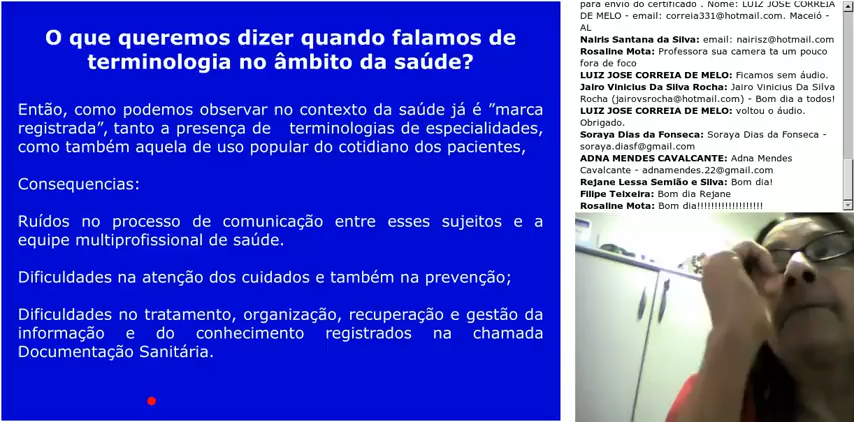 O que queremos dizer quando falamos de
terminologia no âmbito da saúde?
Então, como podemos observar no contexto da saúde já é ”marca
registrada”, tanto a presença de terminologias de especialidades,
como também aquela de uso popular do cotidiano dos pacientes,
Consequencias:
Ruídos no processo de comunicação entre esses sujeitos e a
equipe multiprofissional de saúde.
Dificuldades na atenção dos cuidados e também na prevenção;
Dificuldades no tratamento, organização, recuperação e gestão da
informação e do conhecimento registrados na chamada
Documentação Sanitária.
para envio do certificado . Nome: LUIZ JOSE CORREIA
DE MELO - email: correia331@hotmail.com. Maceió -
AL
Nairis Santana da Silva: email: nairisz@hotmail.com
Rosaline Mota: Professora sua camera ta um pouco
fora de foco
LUIZ JOSE CORREIA DE MELO: Ficamos sem áudio.
Jairo Vinicius Da Silva Rocha: Jairo Vinicius Da Silva
Rocha (jairovsrocha@hotmail.com) - Bom dia a todos!
LUIZ JOSE CORREIA DE MELO: voltou o áudio.
Obrigado.
Soraya Dias da Fonseca: Soraya Dias da Fonseca -
soraya.diasf@gmail.com
ADNA MENDES CAVALCANTE: Adna Mendes
Cavalcante - adnamendes.22@gmail.com
Rejane Lessa Semião e Silva: Bom dia!
Filipe Teixeira: Bom dia Rejane
Rosaline Mota: Bom dia!!!!!!!!!!!!!!!!!!!